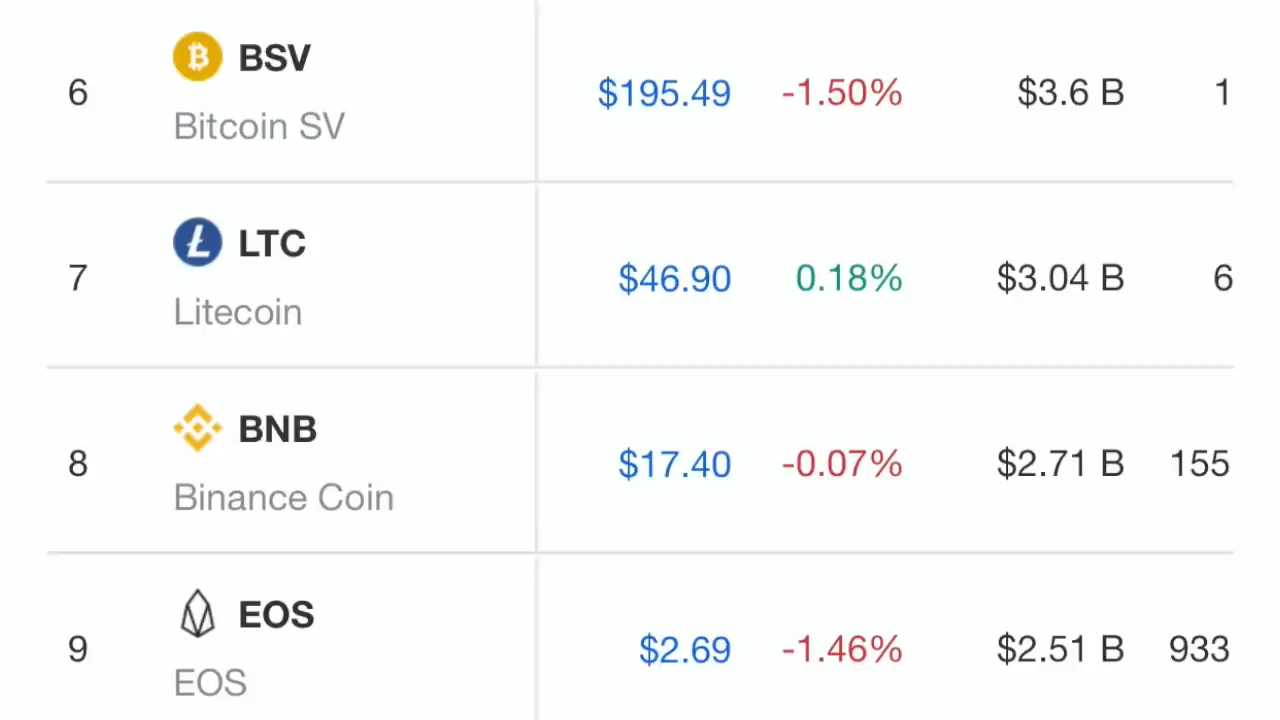 BSV
6 $195.49 -1.50% $3.6 B 1
Bitcoin SV
LTC
7 $46.90 0.18% $3.04 B 6
Litecoin
BNB
8 $17.40 -0.07% $2.71 B 155
Binance Coin
EOS
9 $2.69 -1.46% $2.51 B 933
EOS